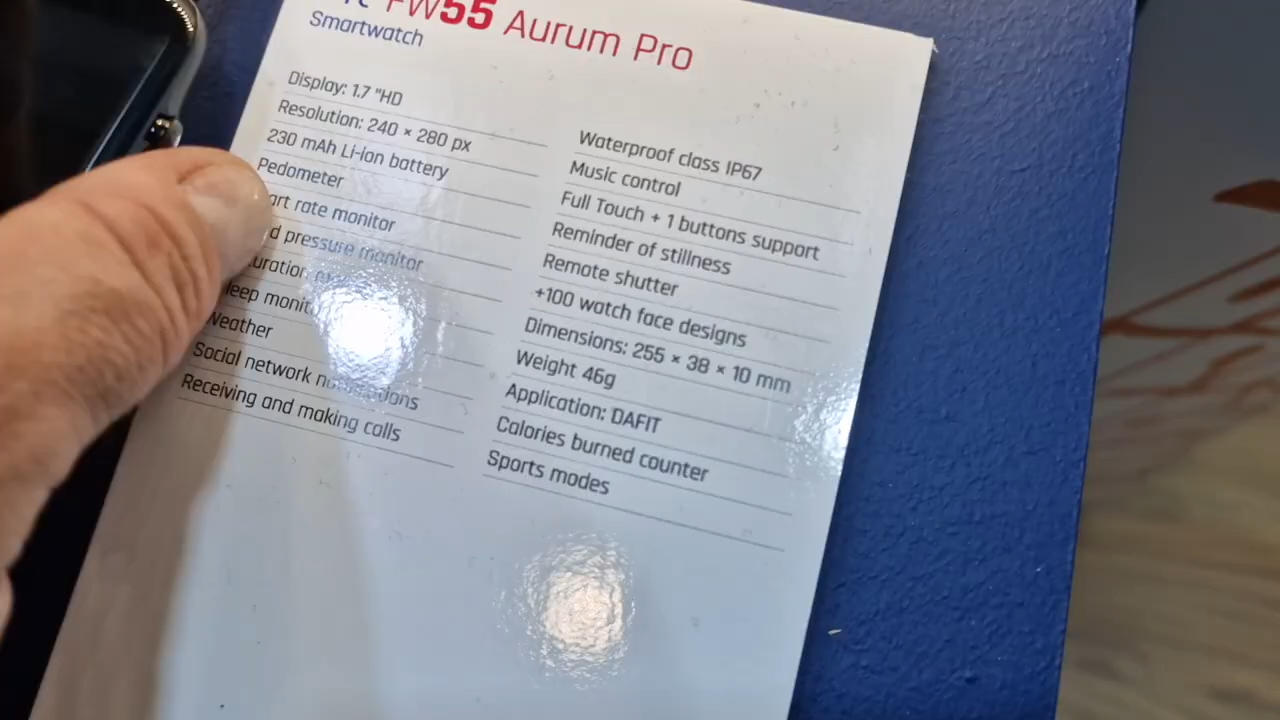 FW55 Aurum Pro
Smartwatch
Display: 1.7 "HD
Resolution: 240 × 280 px
230 mAh Li-ion battery
Pedometer
rate monitor
pressure monitor
monit
Weather
Social network
Receiving and making calls
Waterproof class IP67
Music control
Full Touch + 1 buttons support
Reminder of stillness
Remote shutter
+100 watch face designs
Dimensions: 255 × 38 × 10 mm
Weight 46g
Application: DAFIT
Calories burned counter
Sports modes